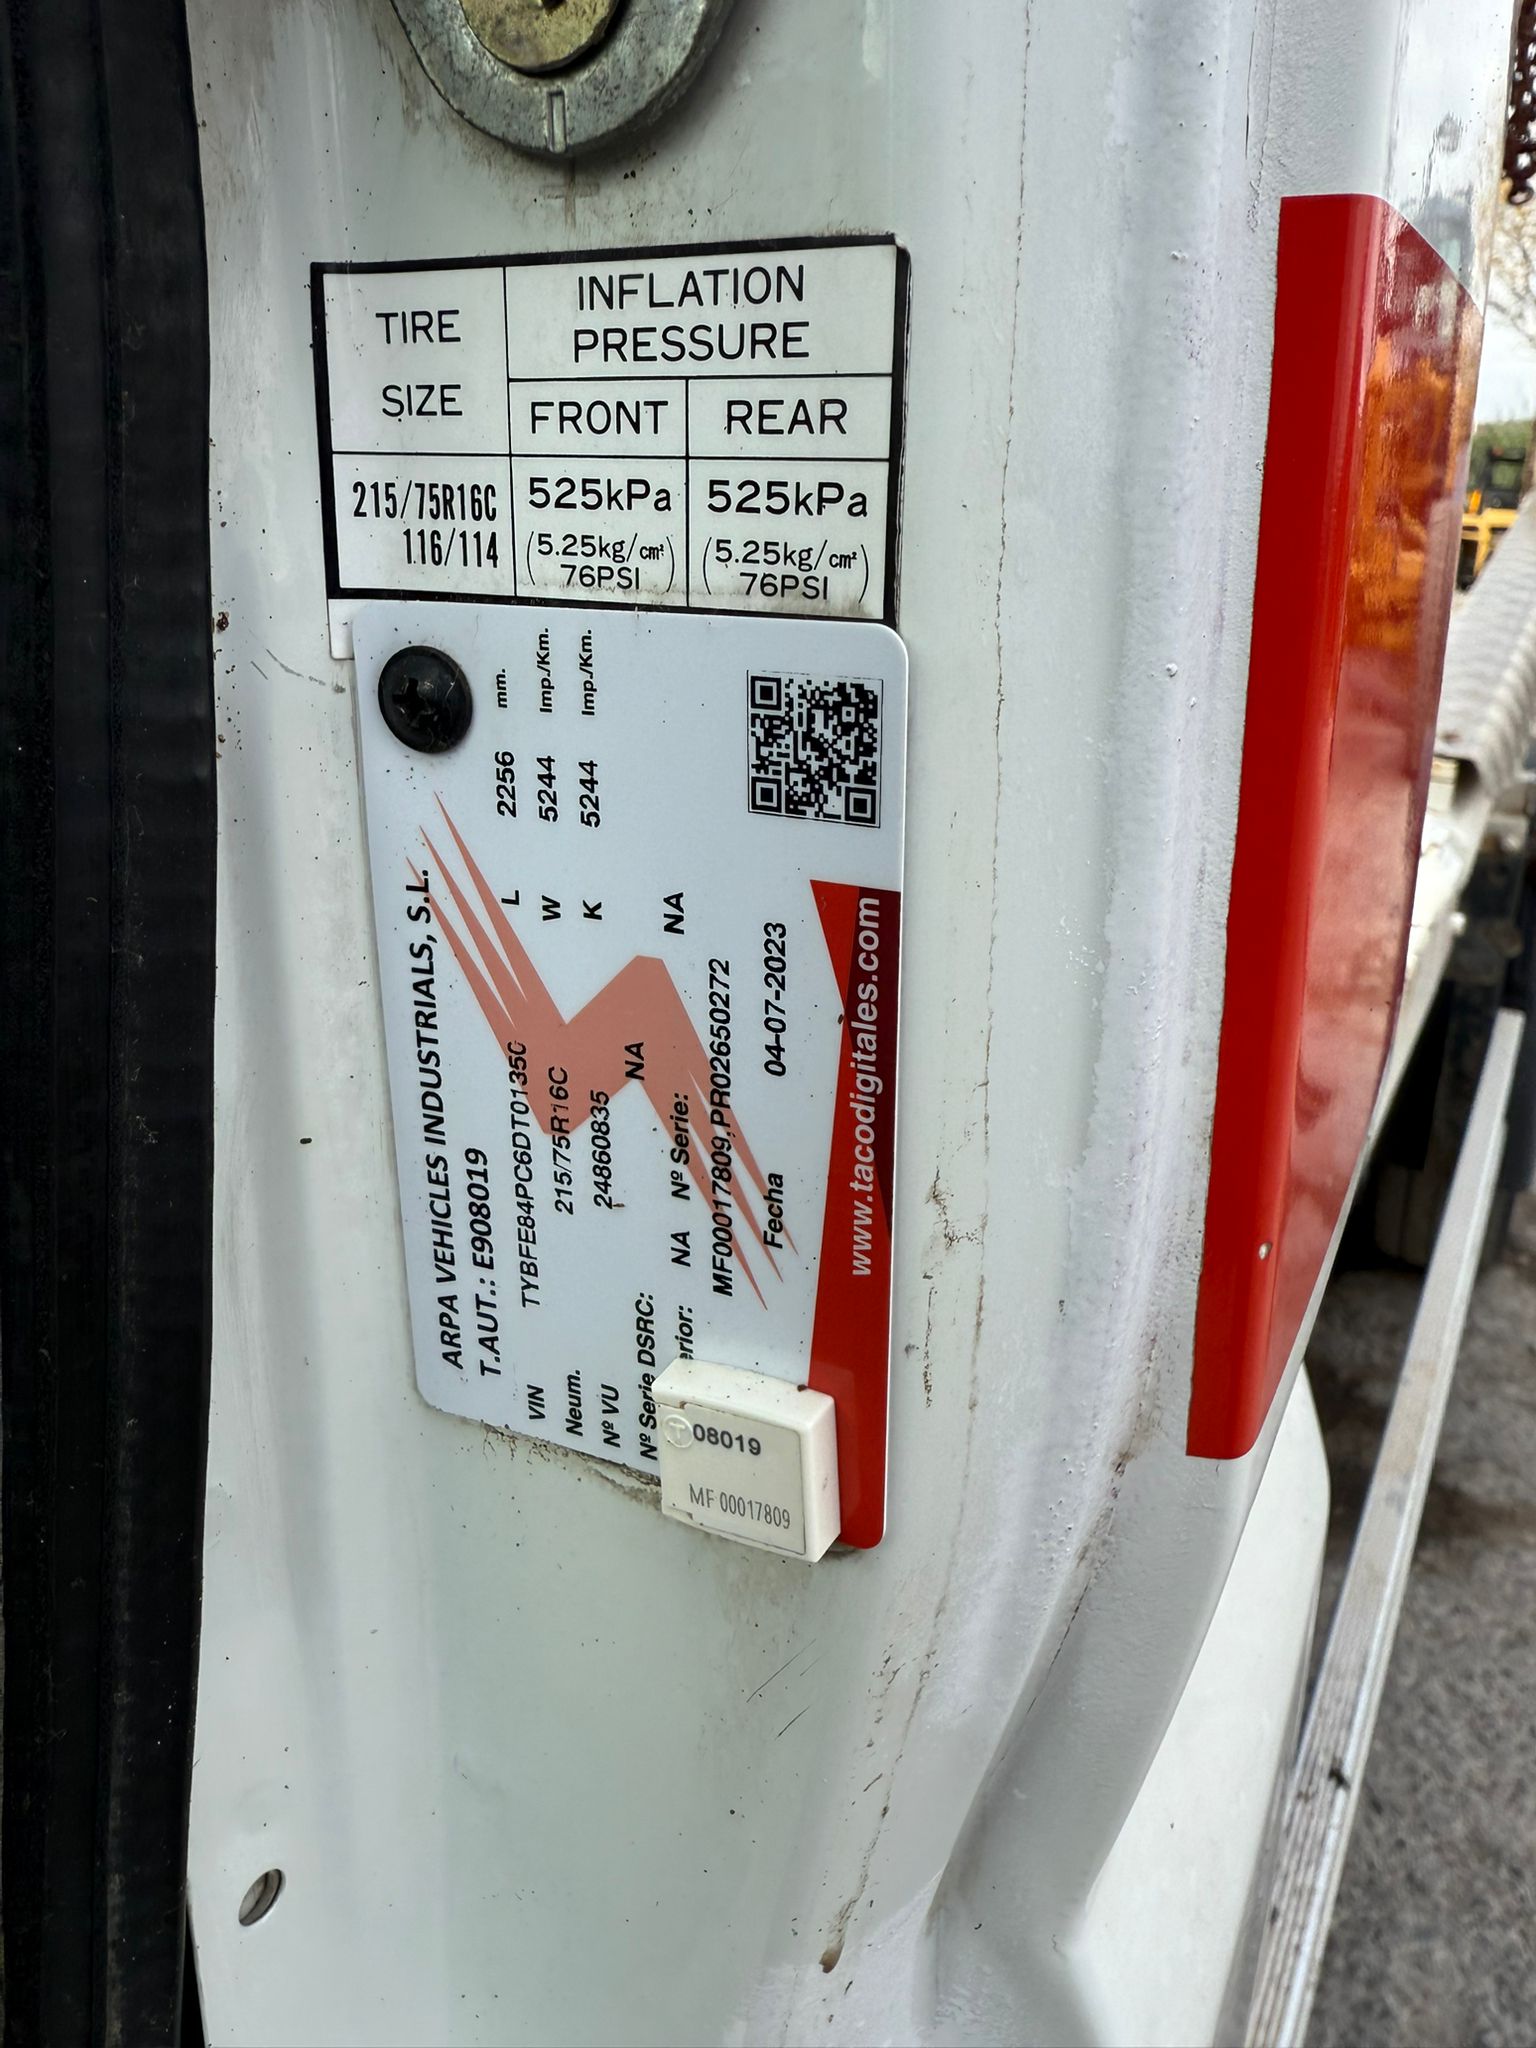 TIRE
SIZE
INFLATION
PRESSURE
FRONT
REAR
215/75R16C
116/114
525kPa
(5.25kg/cm²)
76PSI
525kPa
(5.25kg/cm²)
76PSI
ARPA VEHICLES INDUSTRIALS, S.L.
T.AUT.: E908019
VIN TYBFE84PC6DT01350 L 2256 mm.
Neum. 215/75R16C W 5244 Imp./Km.
Nº VU 24860835 K 5244 Imp./Km.
Nº Serie DSRC: NA
NA Nº Serie: NA
MF00017809,PR02650272
Fecha 04-07-2023
www.tacodigitales.com
T 08019
MF 00017809